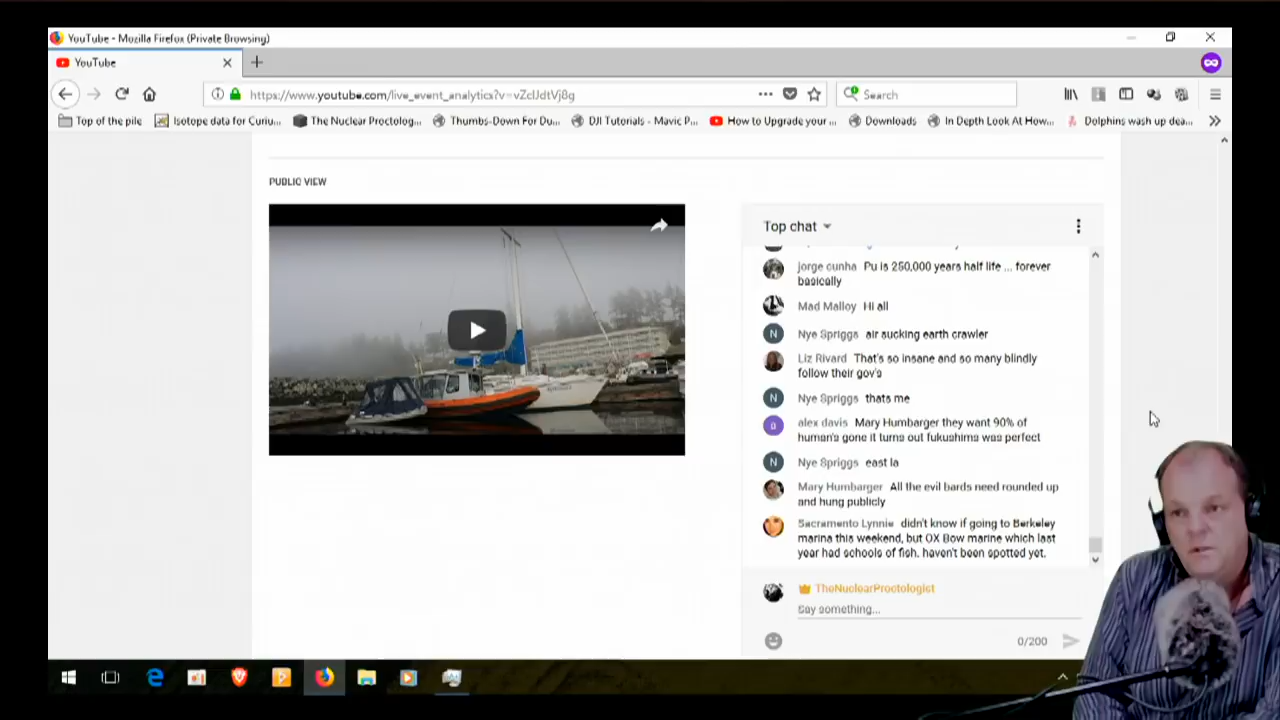 YouTube - Mozilla Firefox (Private Browsing)
YouTube
https://www.youtube.com/live_event_analytics?v=vZclJdtVj8g
Search
Top of the pile
Isotope data for Curiu...
The Nuclear Proctolog...
Thumbs-Down For Du...
DJI Tutorials - Mavic P...
How to Upgrade your ...
Downloads
In Depth Look At How...
Dolphins wash up dea...
PUBLIC VIEW
Top chat
jorge cunha Pu is 250,000 years half life ... forever
basically
Mad Malloy Hi all
N Nye Spriggs air sucking earth crawler
Liz Rivard That's so insane and so many blindly
follow their gov's
N Nye Spriggs thats me
a alex davis Mary Humbarger they want 90% of
human's gone it turns out fukushima was perfect
N Nye Spriggs east la
Mary Humbarger All the evil bards need rounded up
and hung publicly
Sacramento Lynnie didn't know if going to Berkeley
marina this weekend, but OX Bow marine which last
year had schools of fish. haven't been spotted yet.
TheNuclearProctologist
Say something...
0/200